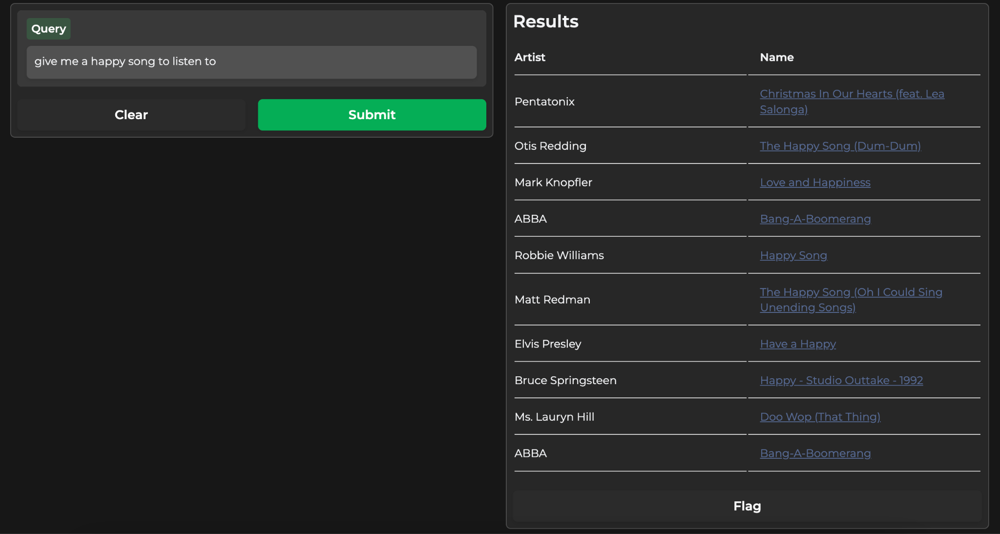 Query
give me a happy song to listen to
Clear
Submit
Results
Artist Name
Pentatonix Christmas In Our Hearts (feat. Lea
Salonga)
Otis Redding The Happy Song (Dum-Dum)
Mark Knopfler Love and Happiness
ABBA Bang-A-Boomerang
Robbie Williams Happy Song
Matt Redman The Happy Song (Oh I Could Sing
Unending Songs)
Elvis Presley Have a Happy
Bruce Springsteen Happy - Studio Outtake - 1992
Ms. Lauryn Hill Doo Wop (That Thing)
ABBA Bang-A-Boomerang
Flag